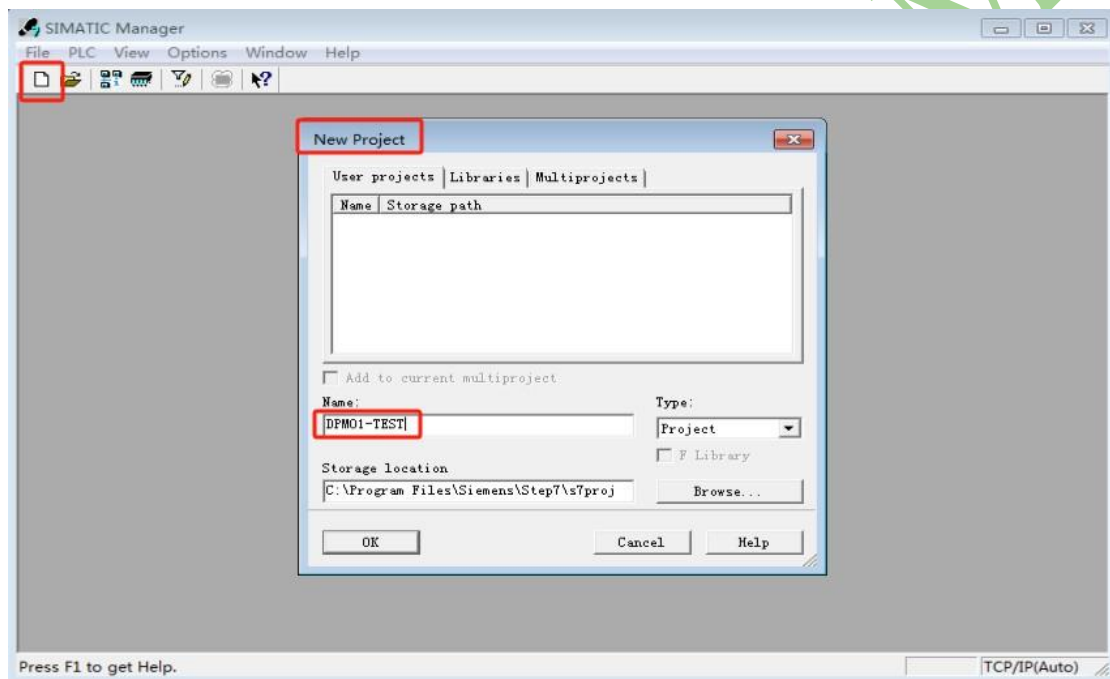 SIMATIC Manager
File PLC View Options Window Help
New Project
User projects Libraries Multiprojects
Name Storage path
Add to current multiproject
Name: Type:
DPM01-TEST Project
F Library
Storage location
C:\Program Files\Siemens\Step7\s7proj Browse...
OK Cancel Help
Press F1 to get Help. TCP/IP(Auto)